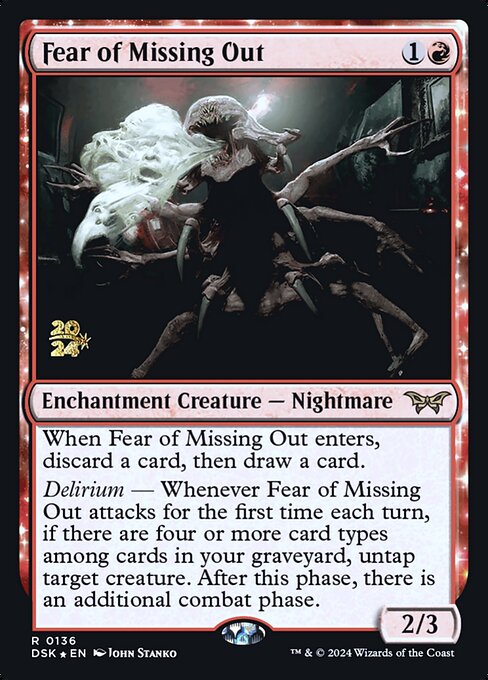 Fear of Missing Out 1
20
24
Enchantment Creature — Nightmare
When Fear of Missing Out enters,
discard a card, then draw a card.
Delirium — Whenever Fear of Missing
Out attacks for the first time each turn,
if there are four or more card types
among cards in your graveyard, untap
target creature. After this phase, there is
an additional combat phase.
2/3
R 0136
DSK ★ EN John Stanko
™ & © 2024 Wizards of the Coast